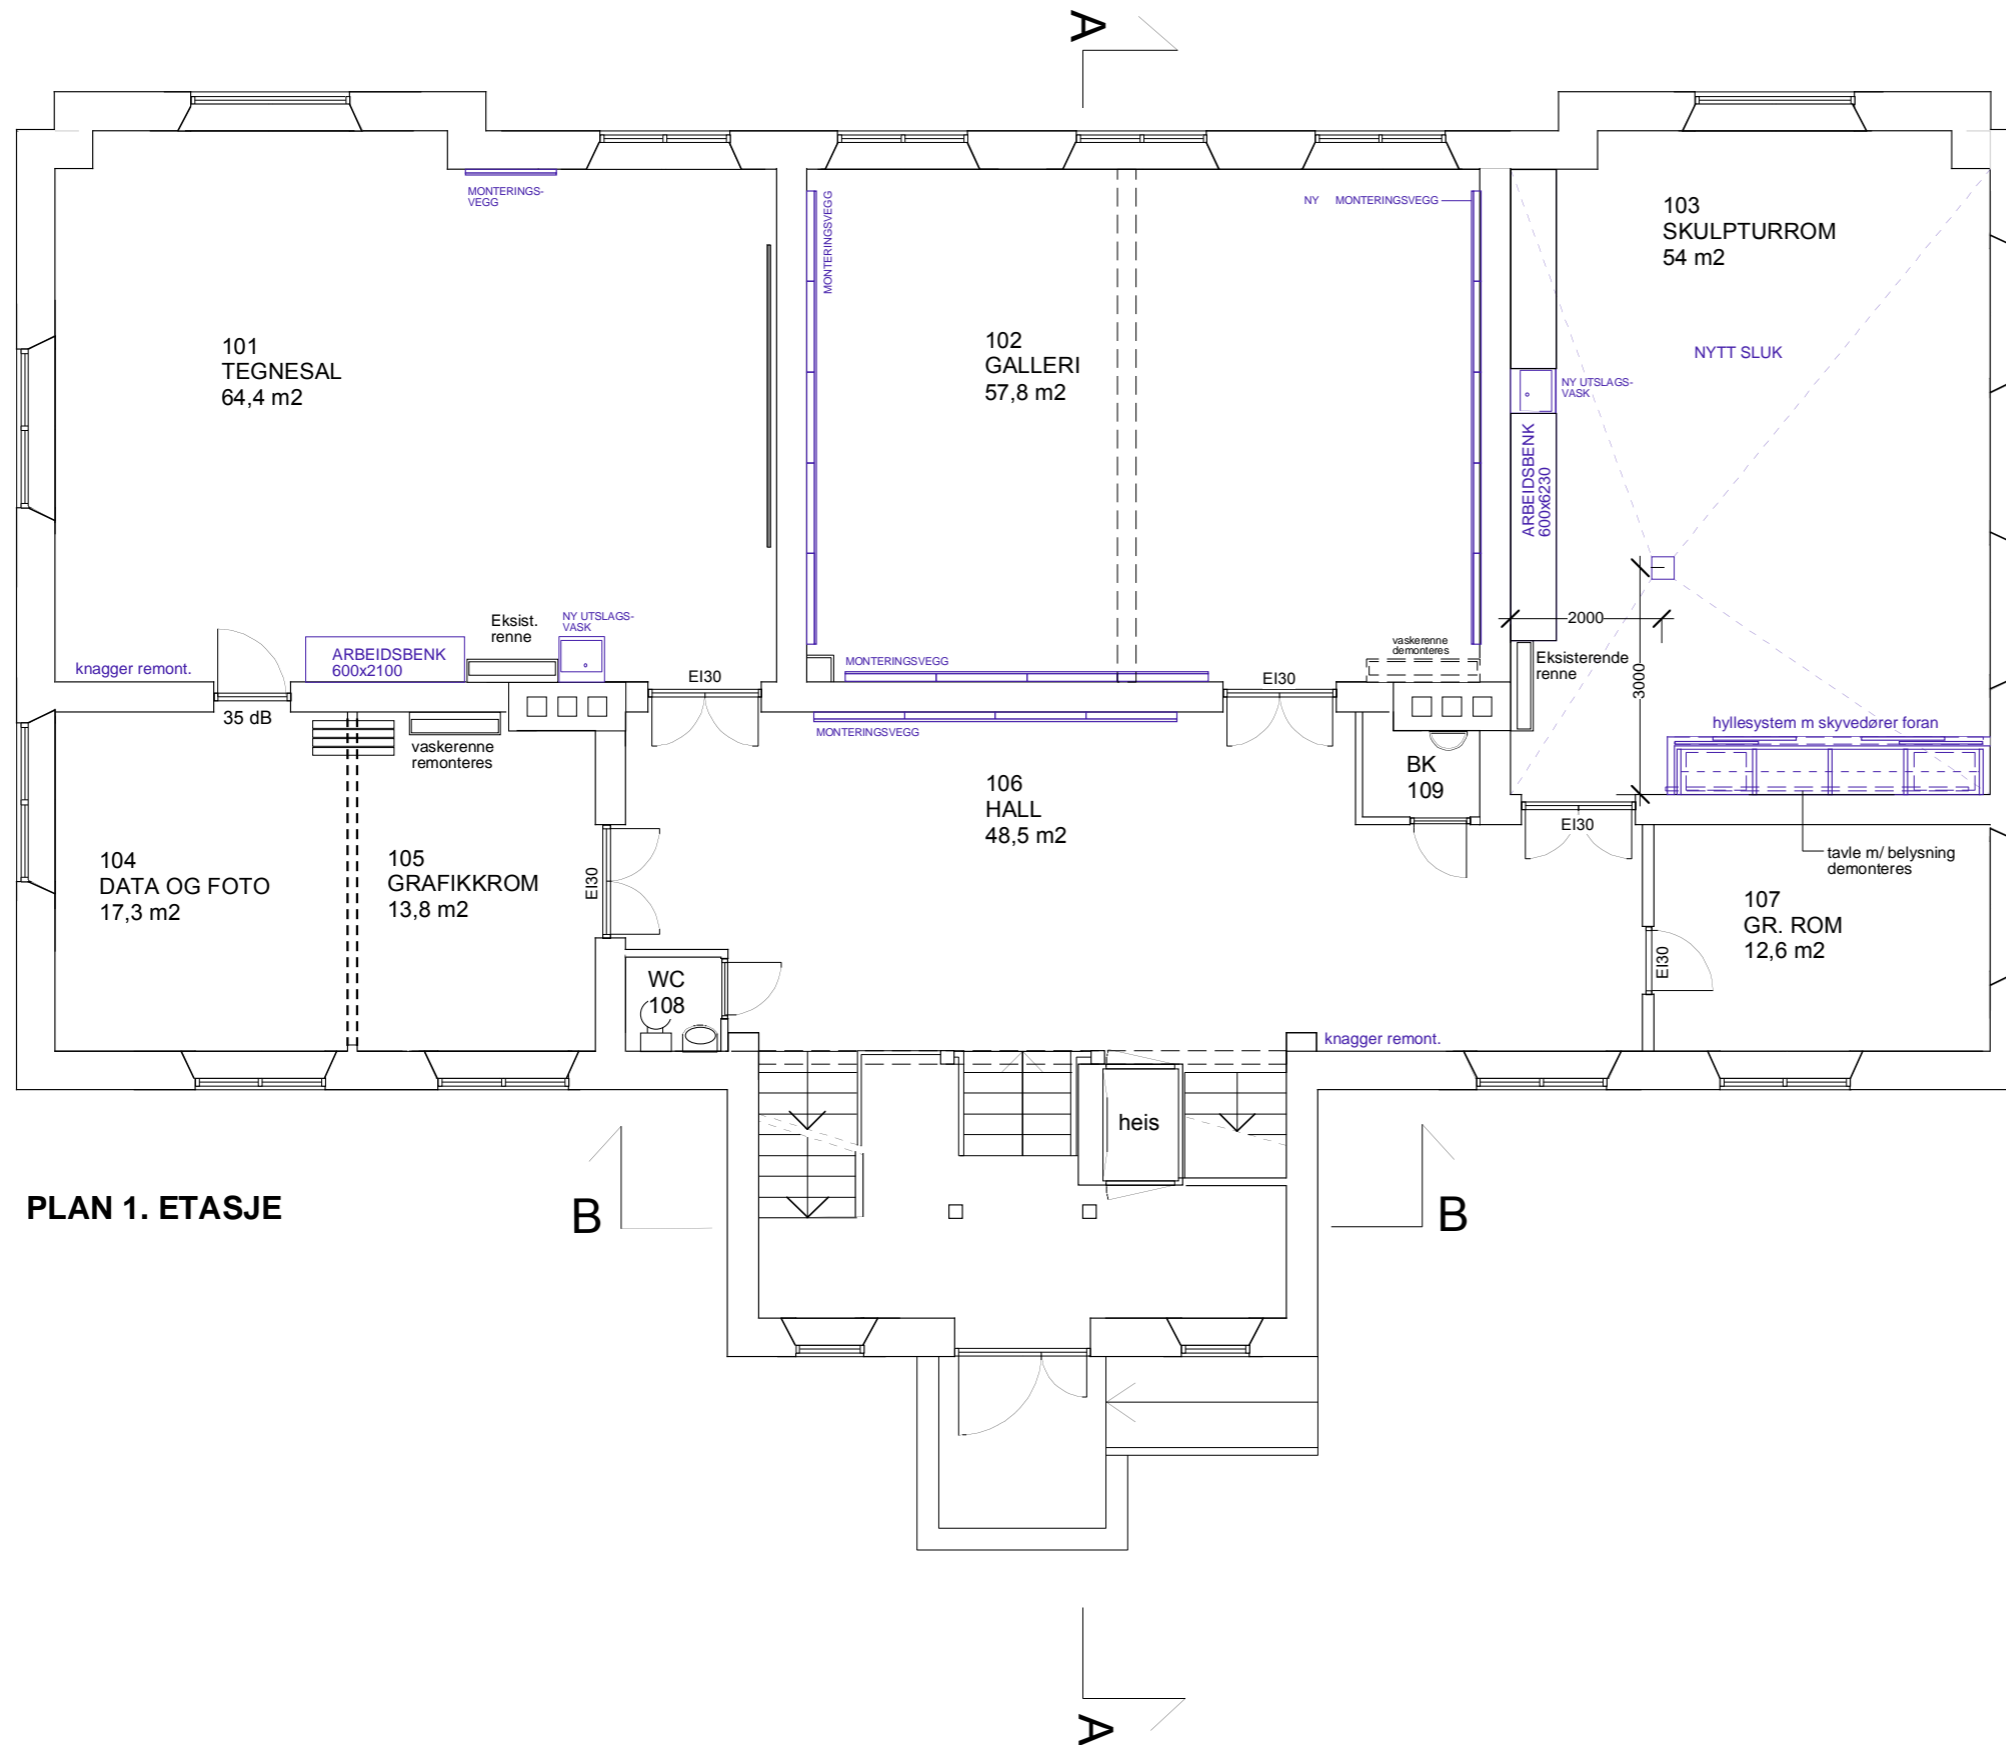 A
MONTERINGS-
VEGG
MONTERINGSVEGG
NY MONTERINGSVEGG
103
SKULPTURROM
54 m2
101
TEGNESAL
64,4 m2
102
GALLERI
57,8 m2
NYTT SLUK
NY UTSLAGS-
VASK
ARBEIDSBENK
600x6230
2000
3000
Eksist.
renne
NY UTSLAGS-
VASK
knagger remont.
ARBEIDSBENK
600x2100
MONTERINGSVEGG
vaskerenne
demonteres
Eksisterende
renne
EI30
EI30
35 dB
vaskerenne
remonteres
MONTERINGSVEGG
hyllesystem m skyvedører foran
106
HALL
48,5 m2
BK
109
EI30
tavle m/ belysning
demonteres
104
DATA OG FOTO
17,3 m2
105
GRAFIKKROM
13,8 m2
EI30
107
GR. ROM
12,6 m2
EI30
WC
108
knagger remont.
heis
PLAN 1. ETASJE
B
B
A